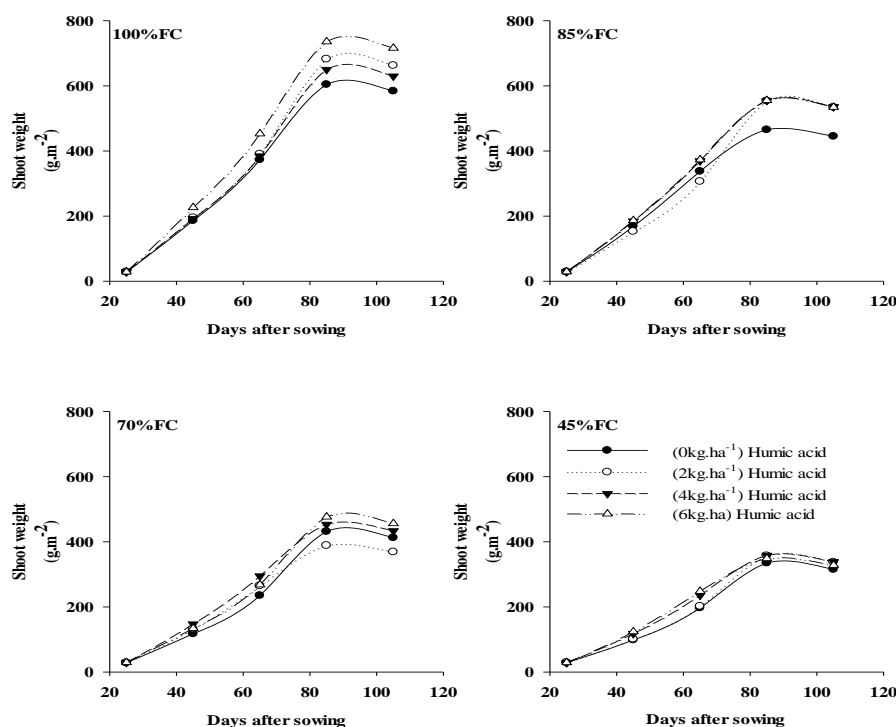 100%FC
800
600
400
200
0
Shoot weight
(g.m-2)
20 40 60 80 100 120
Days after sowing
85%FC
800
600
400
200
0
Shoot weight
(g.m-2)
20 40 60 80 100 120
Days after sowing
70%FC
800
600
400
200
0
Shoot weight
(g.m-2)
20 40 60 80 100 120
Days after sowing
45%FC
800
600
400
200
0
Shoot weight
(g.m-2)
(0kg.ha-1) Humic acid
(2kg.ha-1) Humic acid
(4kg.ha-1) Humic acid
(6kg.ha) Humic acid
20 40 60 80 100 120
Days after sowing